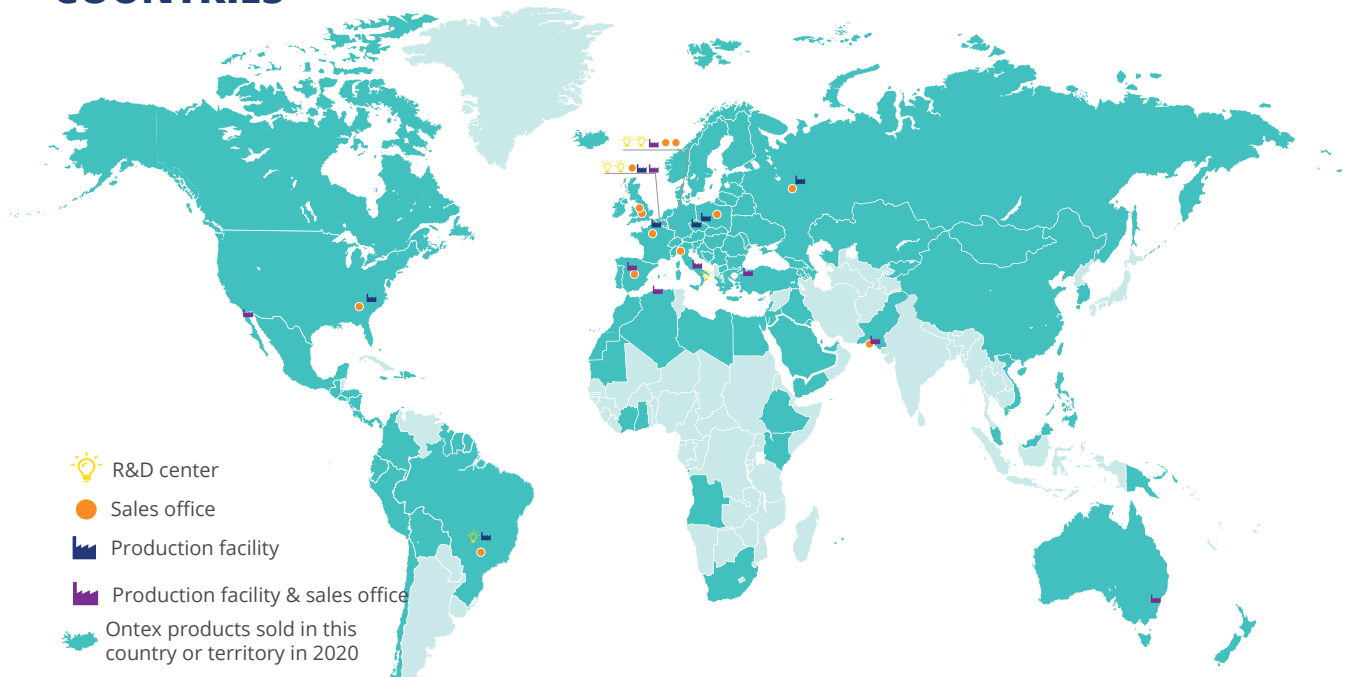 COUNTRIES
R&D center
Sales office
Production facility
Production facility & sales office
Ontex products sold in this
country or territory in 2020